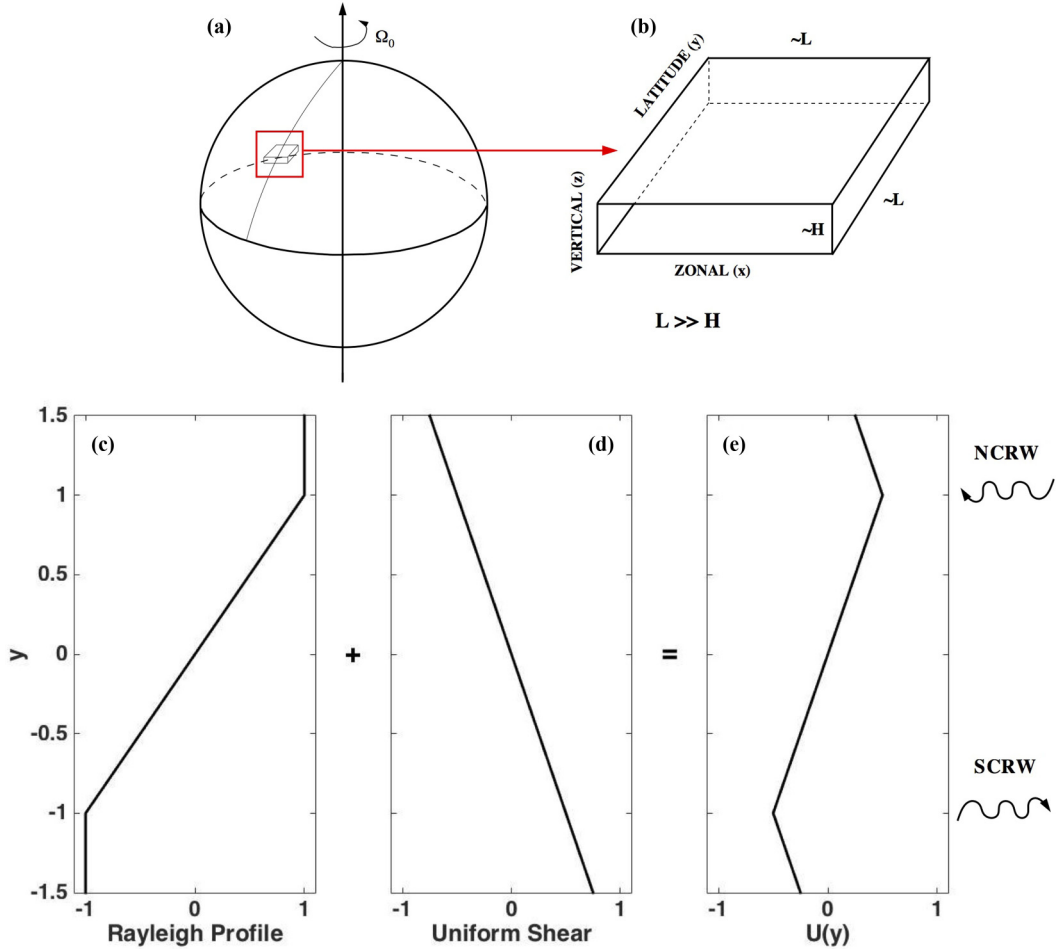 (a)
Ω0
(b)
~L
LATITUDE (y)
~L
VERTICAL (z)
~H
ZONAL (x)
L >> H
(c)
(d)
(e)
1.5
1
0.5
0
-0.5
-1
-1.5
y
+
=
NCRW
SCRW
-1 0 1
-1 0 1
-1 0 1
Rayleigh Profile
Uniform Shear
U(y)